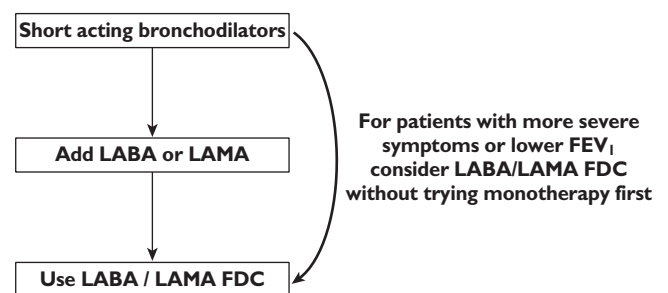 Short acting bronchodilators
Add LABA or LAMA
Use LABA / LAMA FDC
For patients with more severe
symptoms or lower FEV₁
consider LABA/LAMA FDC
without trying monotherapy first